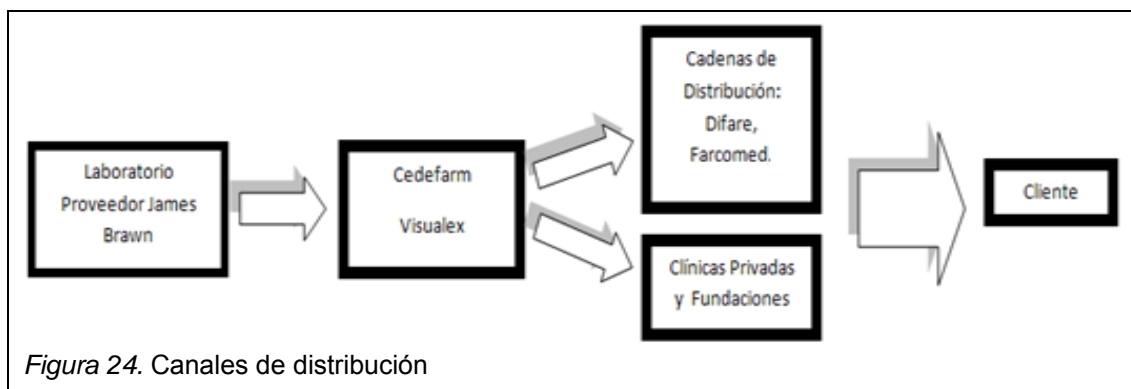 Laboratorio
Proveedor James
Brawn
Cedefarm
Visualex
Cadenas de
Distribución:
Difare,
Farcomed.
Clínicas Privadas
y Fundaciones
Cliente
Figura 24. Canales de distribución